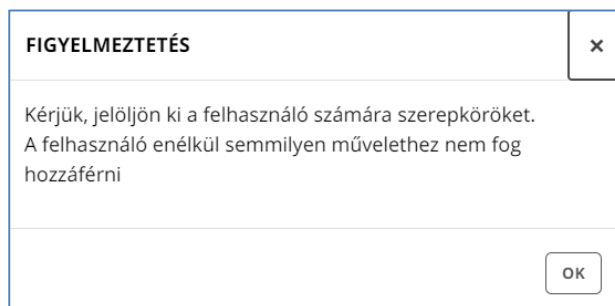 FIGYELMEZTETÉS
×
Kérjük, jelöljön ki a felhasználó számára szerepköröket.
A felhasználó enélkül semmilyen művelethez nem fog
hozzáférni
OK